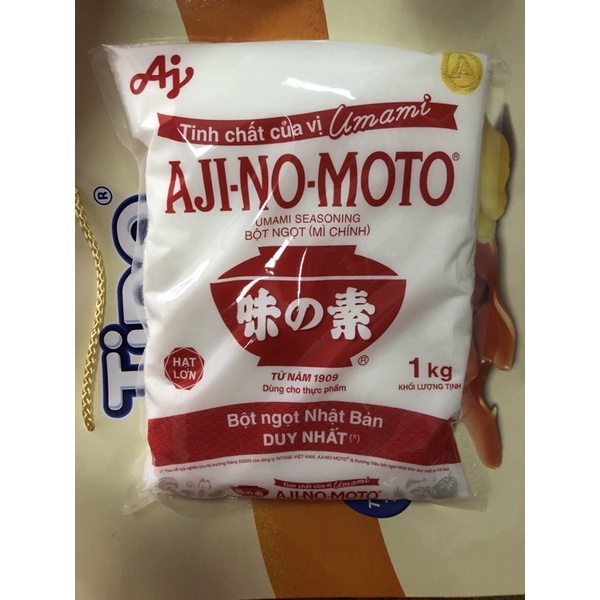 Aj
Tinh chất của vị Umami
AJI-NO-MOTO®
UMAMI SEASONING
BỘT NGỌT (MÌ CHÍNH)
味の素
®
HẠT
LỚN
TỪ NĂM 1909
Dùng cho thực phẩm
1 kg
KHỐI LƯỢNG TỊNH
Bột ngọt Nhật Bản
DUY NHẤT(*)
Tinh chất của vị Umami
AJI-NO-MOTO®
Tipo®